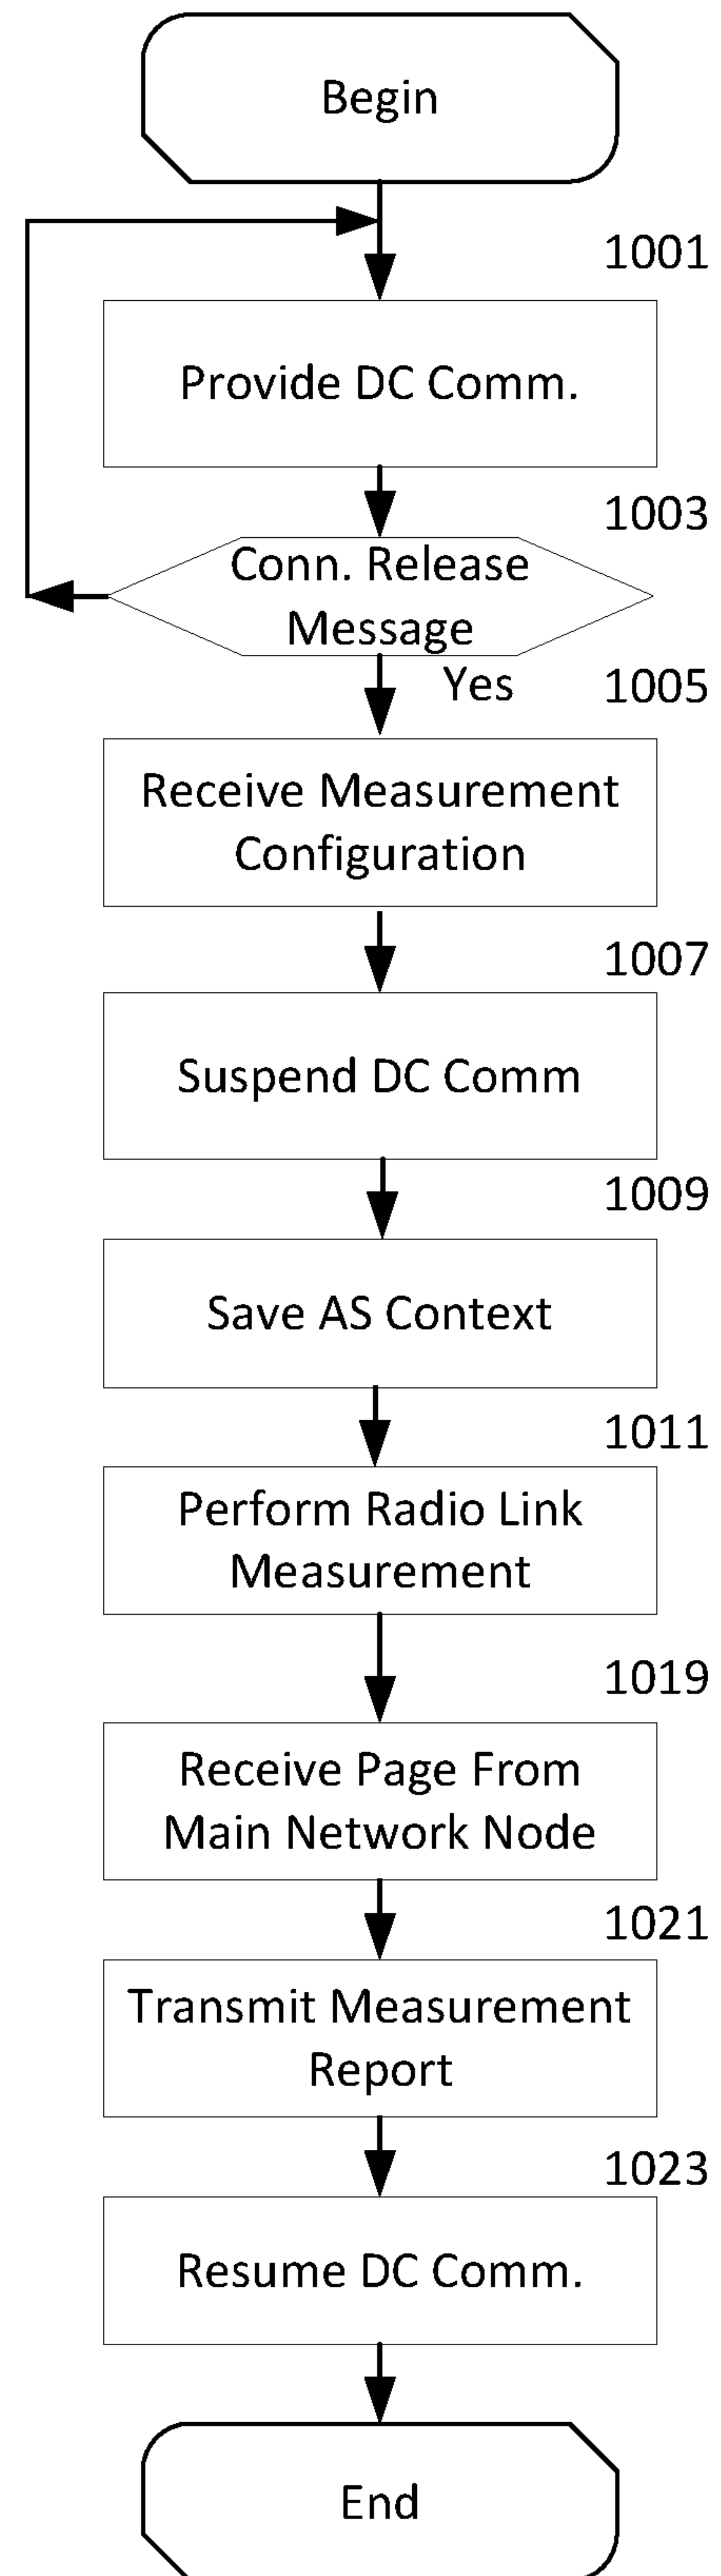 Begin
1001
Provide DC Comm.
1003
Conn. Release
Message
Yes
1005
Receive Measurement
Configuration
1007
Suspend DC Comm
1009
Save AS Context
1011
Perform Radio Link
Measurement
1019
Receive Page From
Main Network Node
1021
Transmit Measurement
Report
1023
Resume DC Comm.
End